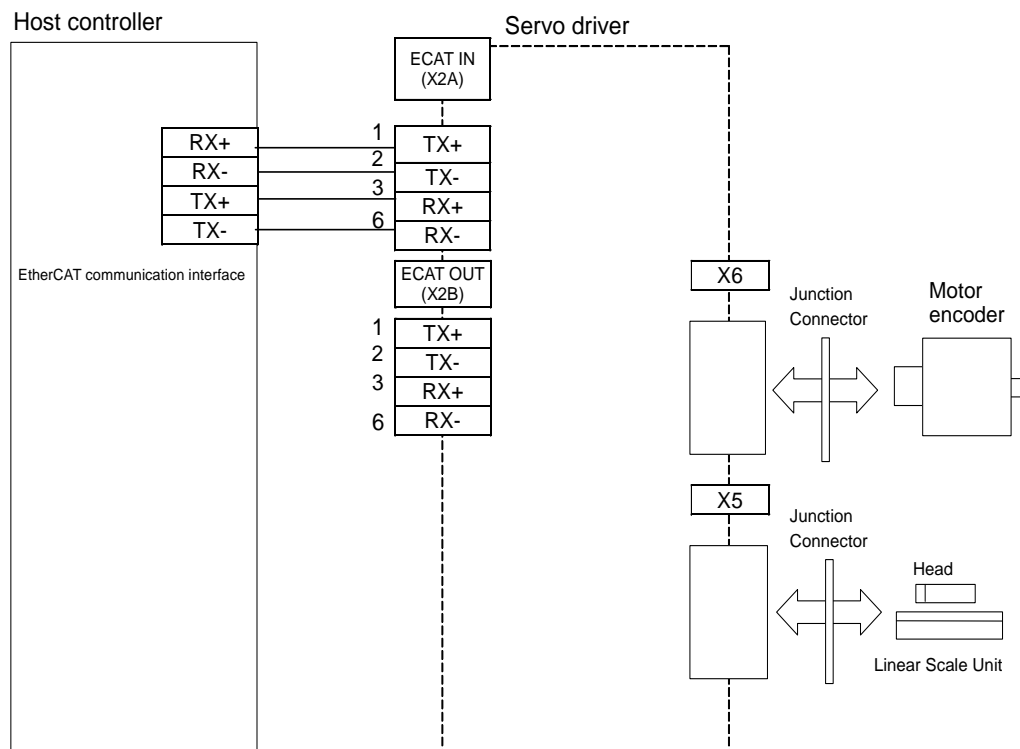 Host controller
Servo driver
ECAT IN
(X2A)
RX+
RX-
TX+
TX-
1
2
3
6
TX+
TX-
RX+
RX-
EtherCAT communication interface
ECAT OUT
(X2B)
1
2
3
6
TX+
TX-
RX+
RX-
X6
Junction
Connector
Motor
encoder
X5
Junction
Connector
Head
Linear Scale Unit